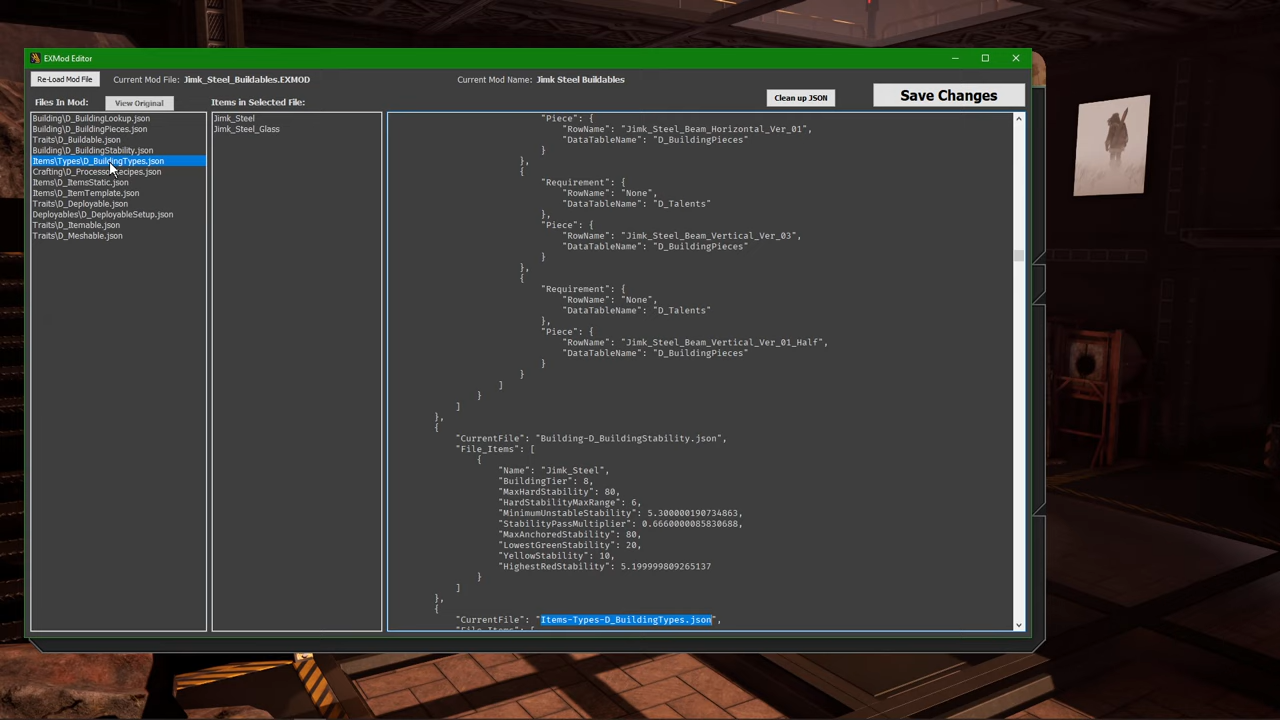 EXMod Editor
Re-Load Mod File
Current Mod File: Jimk_Steel_Buildables.EXMOD
Current Mod Name: Jimk Steel Buildables
Files In Mod:
View Original
Items in Selected File:
Clean up JSON
Save Changes
Building\D_BuildingLookup.json
Building\D_BuildingPieces.json
Traits\D_Buildable.json
Building\D_BuildingStability.json
Items\Types\D_BuildingTypes.json
Crafting\D_Processo Recipes.json
Items\D_ItemsStatic.json
Items\D_ItemTemplate.json
Traits\D_Deployable.json
Deployables\D_DeployableSetup.json
Traits\D_Itemable.json
Traits\D_Meshable.json
Jimk_Steel
Jimk_Steel_Glass
"Piece": {
"RowName": "Jimk_Steel_Beam_Horizontal_Ver_01",
"DataTableName": "D_BuildingPieces"
}
},
{
"Requirement": {
"RowName": "None",
"DataTableName": "D_Talents"
},
"Piece": {
"RowName": "Jimk_Steel_Beam_Vertical_Ver_03",
"DataTableName": "D_BuildingPieces"
}
},
{
"Requirement": {
"RowName": "None",
"DataTableName": "D_Talents"
},
"Piece": {
"RowName": "Jimk_Steel_Beam_Vertical_Ver_01_Half",
"DataTableName": "D_BuildingPieces"
}
}
]
}
]
},
{
"CurrentFile": "Building-D_BuildingStability.json",
"File_Items": [
{
"Name": "Jimk_Steel",
"BuildingTier": 8,
"MaxHardStability": 80,
"HardStabilityMaxRange": 6,
"MinimumUnstableStability": 5.300000190734863,
"StabilityPassMultiplier": 0.6660000085830688,
"MaxAnchoredStability": 80,
"LowestGreenStability": 20,
"YellowStability": 10,
"HighestRedStability": 5.199999809265137
}
]
},
{
"CurrentFile": "Items-Types-D_BuildingTypes.json",
"File_Items": [